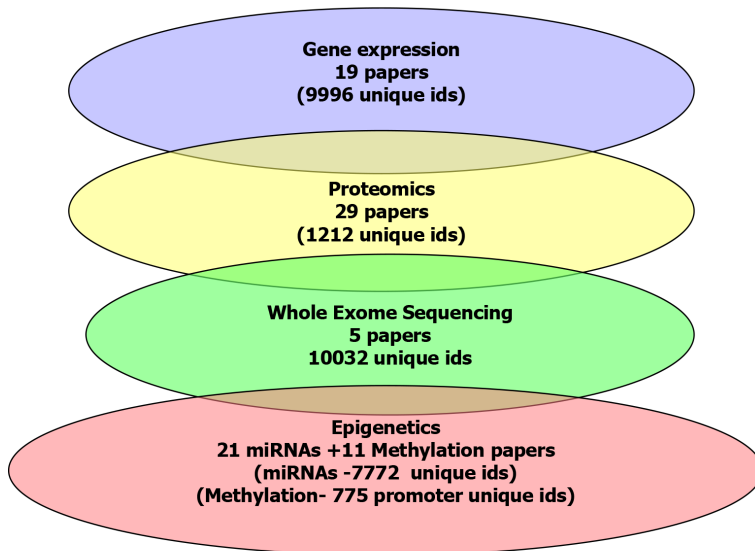 Gene expression
19 papers
(9996 unique ids)
Proteomics
29 papers
(1212 unique ids)
Whole Exome Sequencing
5 papers
10032 unique ids
Epigenetics
21 miRNAs +11 Methylation papers
(miRNAs -7772 unique ids)
(Methylation- 775 promoter unique ids)